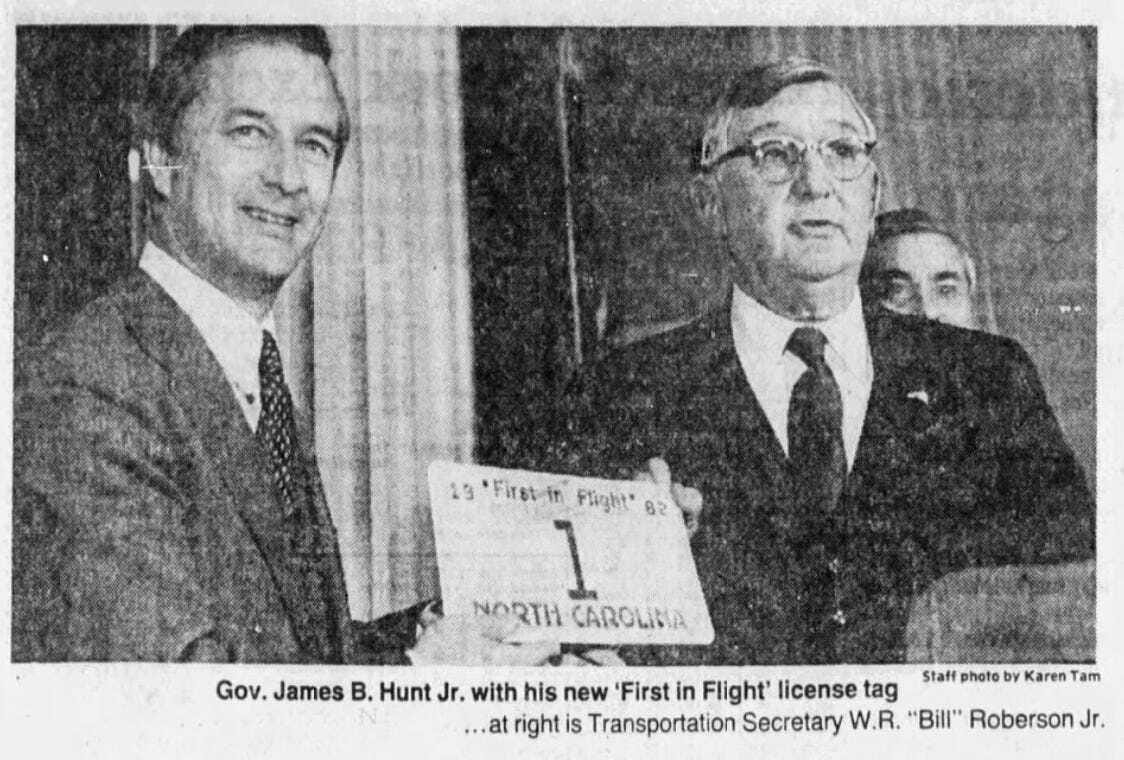 19 "First in Flight" 82
1
NORTH CAROLINA
Staff photo by Karen Tam
Gov. James B. Hunt Jr. with his new 'First in Flight' license tag
...at right is Transportation Secretary W.R. "Bill" Roberson Jr.